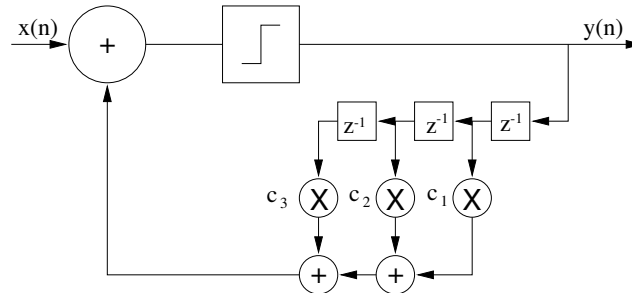 x(n)
+
y(n)
z⁻¹
z⁻¹
z⁻¹
c₃
X
c₂
X
c₁
X
+
+